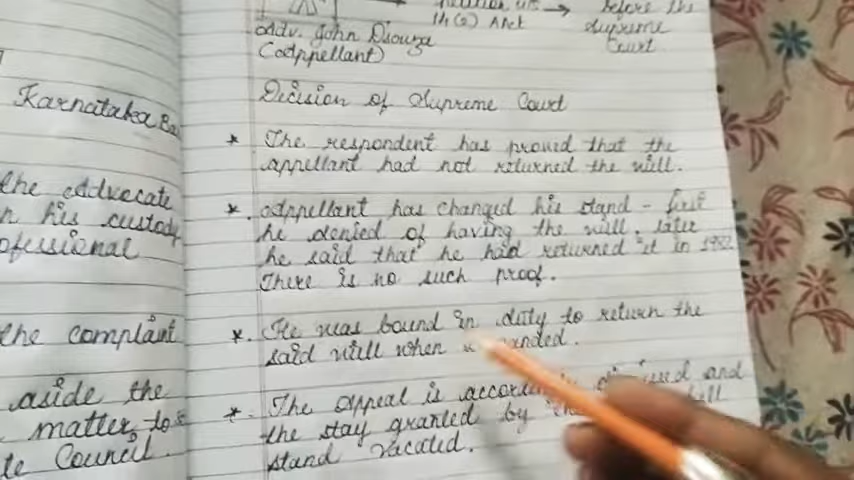 Karnataka Ba
the advocate
n his custody
ofessional
the complaint
aside the
matter to
te Council.
before the
Supreme
Court
Adv. John Dsouza
(Appellant)
Decision of Supreme Court
* The respondent has proved that the
appellant had not returned the will.
* Appellant has changed his stand - first
he denied of having the will, later
he said that he had returned it in 1982.
There is no such proof.
* He was bound in duty to return the
said will when
* The appeal is and
the stay granted by
stand vacated.